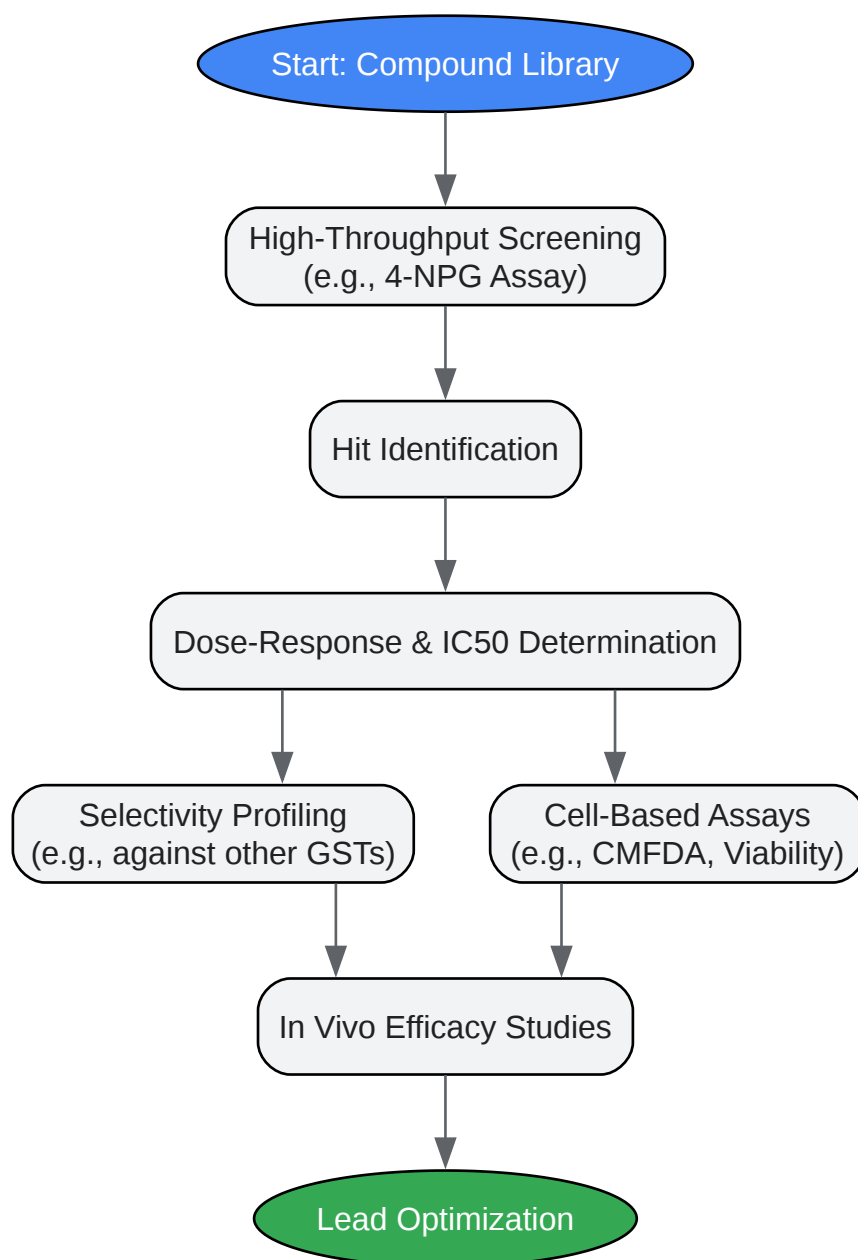 Start: Compound Library
High-Throughput Screening
(e.g., 4-NPG Assay)
Hit Identification
Dose-Response & IC50 Determination
Selectivity Profiling
(e.g., against other GSTs)
Cell-Based Assays
(e.g., CMFDA, Viability)
In Vivo Efficacy Studies
Lead Optimization